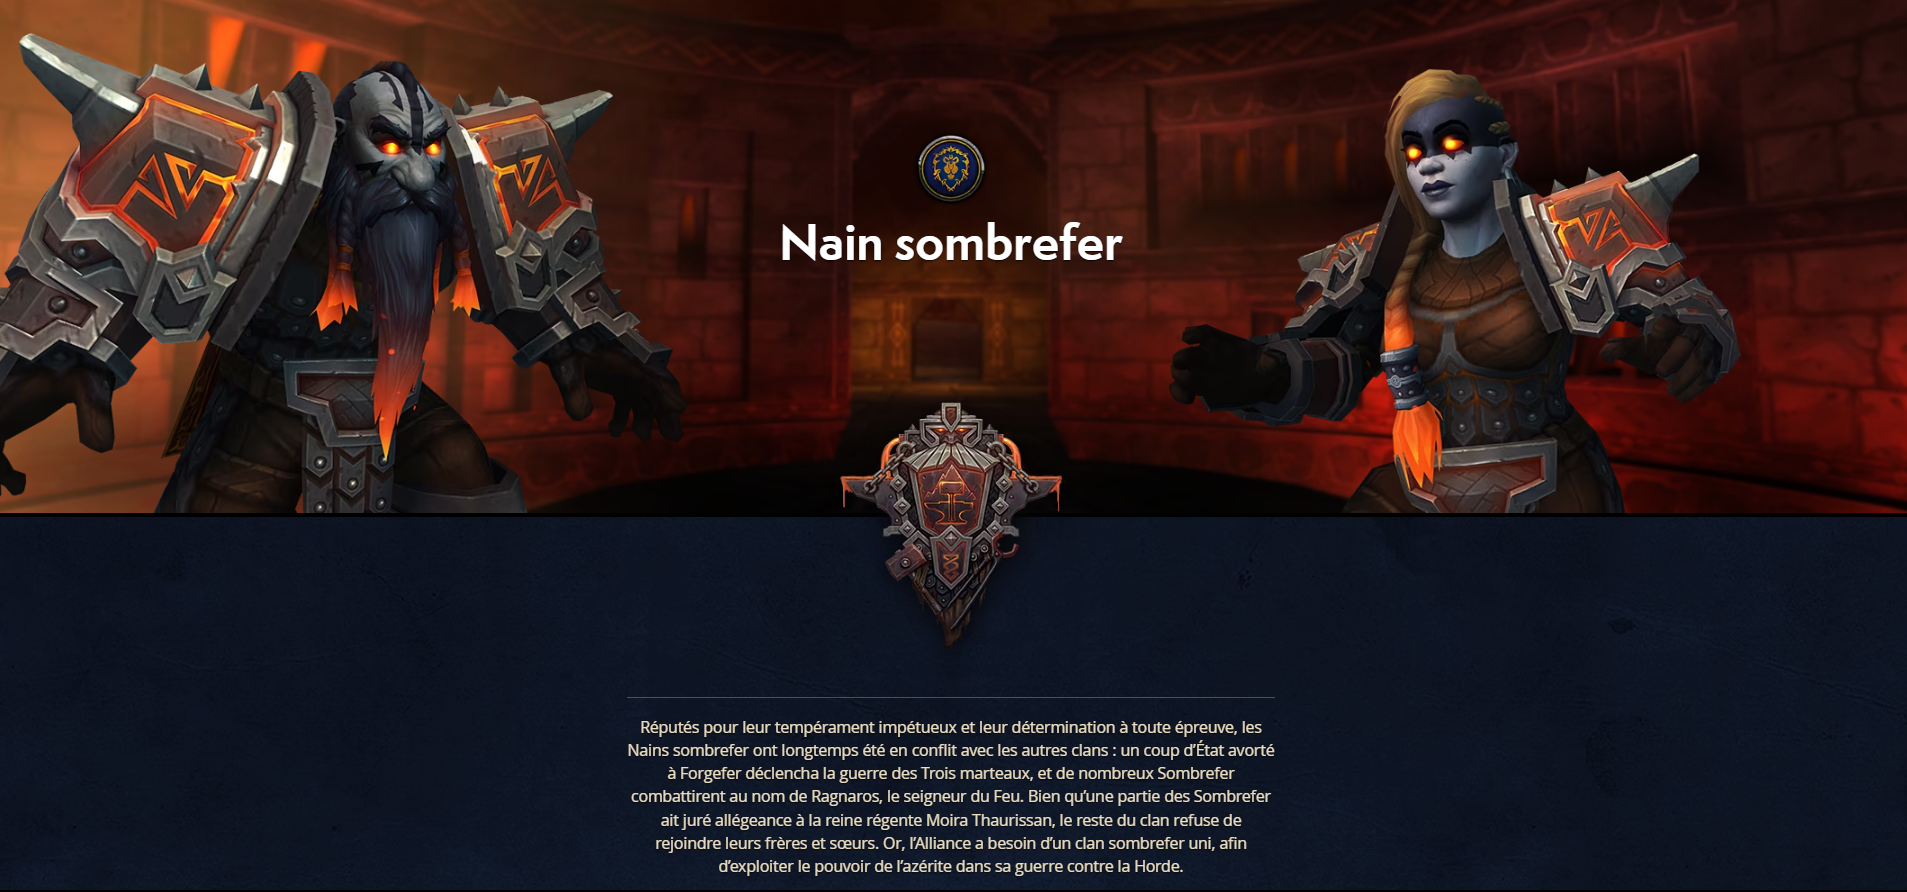 Nain sombrefer
Réputés pour leur tempérament impétueux et leur détermination à toute épreuve, les
Nains sombrefer ont longtemps été en conflit avec les autres clans : un coup d’État avorté
à Forgefer déclencha la guerre des Trois marteaux, et de nombreux Sombrefer
combattirent au nom de Ragnaros, le seigneur du Feu. Bien qu’une partie des Sombrefer
ait juré allégeance à la reine régente Moira Thaurissan, le reste du clan refuse de
rejoindre leurs frères et sœurs. Or, l’Alliance a besoin d’un clan sombrefer uni, afin
d’exploiter le pouvoir de l’azérite dans sa guerre contre la Horde.